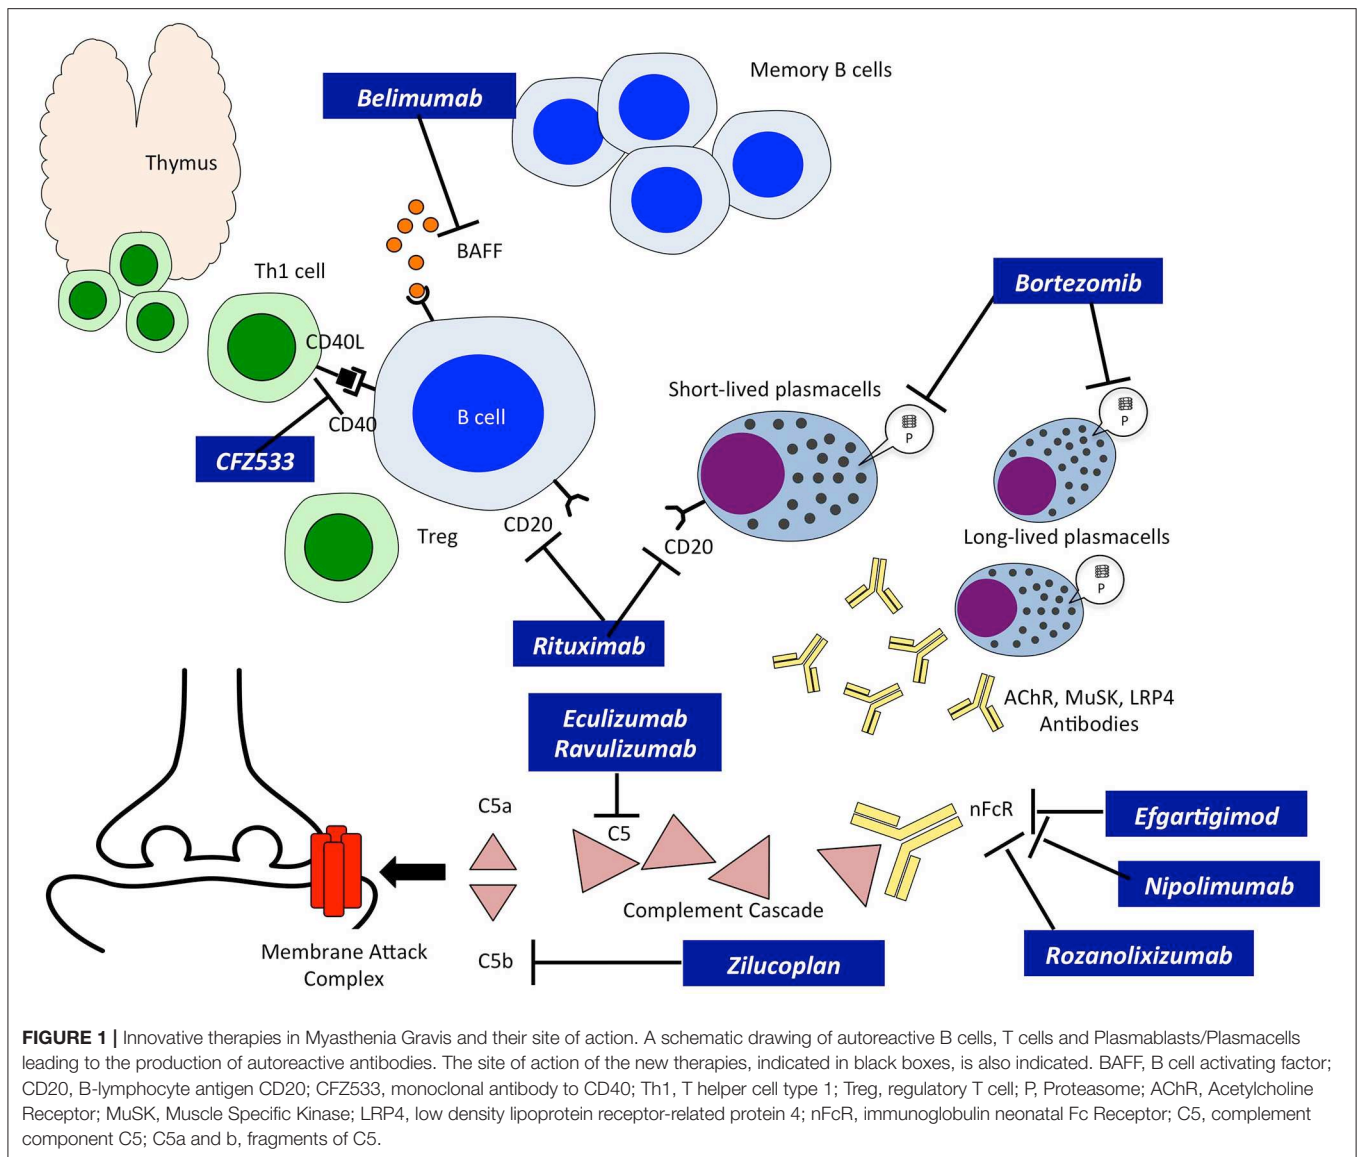 Belimumab
Memory B cells
Thymus
BAFF
Th1 cell
Bortezomib
CD40L
Short-lived plasmacells
P
P
CD40
B cell
CFZ533
CD20
Treg
CD20
Long-lived plasmacells
P
Rituximab
AChR, MuSK, LRP4
Antibodies
Eculizumab
Ravulizumab
C5a
C5
nFcR
Efgartigimod
Nipolimumab
Complement Cascade
Membrane Attack
Complex
C5b
Zilucoplan
Rozanolixizumab
FIGURE 1 | Innovative therapies in Myasthenia Gravis and their site of action. A schematic drawing of autoreactive B cells, T cells and Plasmablasts/Plasmacells
leading to the production of autoreactive antibodies. The site of action of the new therapies, indicated in black boxes, is also indicated. BAFF, B cell activating factor;
CD20, B-lymphocyte antigen CD20; CFZ533, monoclonal antibody to CD40; Th1, T helper cell type 1; Treg, regulatory T cell; P, Proteasome; AChR, Acetylcholine
Receptor; MuSK, Muscle Specific Kinase; LRP4, low density lipoprotein receptor-related protein 4; nFcR, immunoglobulin neonatal Fc Receptor; C5, complement
component C5; C5a and b, fragments of C5.